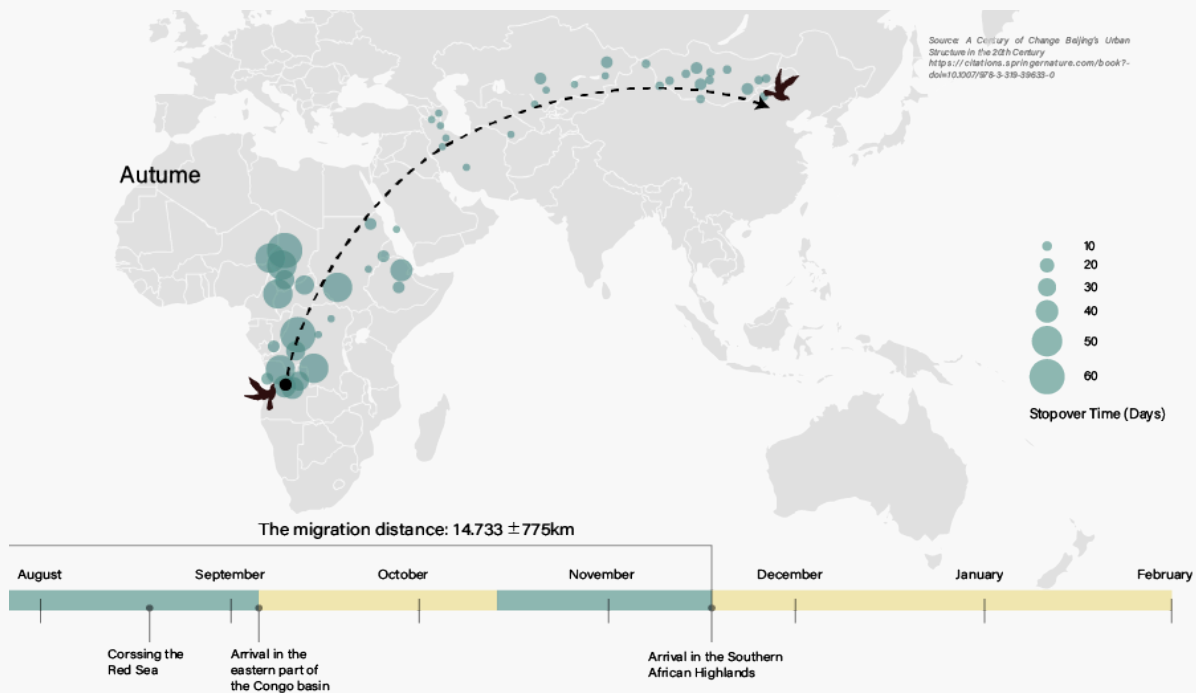 Source: A Century of Change Beijing's Urban
Structure in the 20th Century
https://citations.springernature.com/book?-
doi=10.1007/978-3-319-39633-0
Autume
10
20
30
40
50
60
Stopover Time (Days)
The migration distance: 14.733 ±775km
August
September
October
November
December
January
February
Corssing the
Red Sea
Arrival in the
eastern part of
the Congo basin
Arrival in the Southern
African Highlands